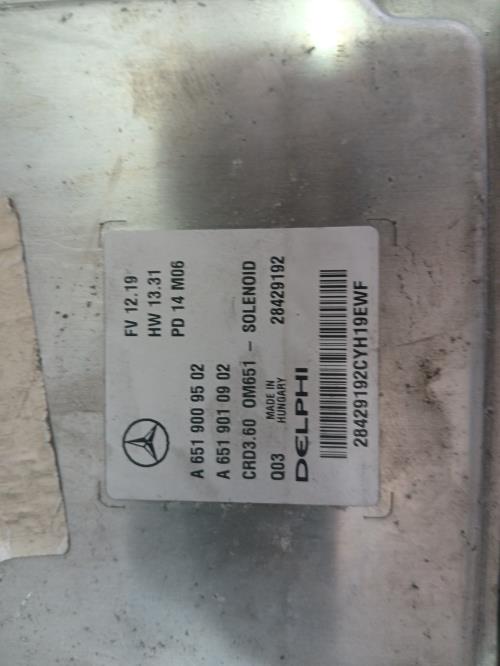 FV 12.19
HW 13.31
PD 14 M06
A 651 900 95 02
A 651 901 09 02
CRD3.60 OM651 - SOLENOID
Q03 MADE IN HUNGARY 28429192
DELPHI
28429192CYH19EWF